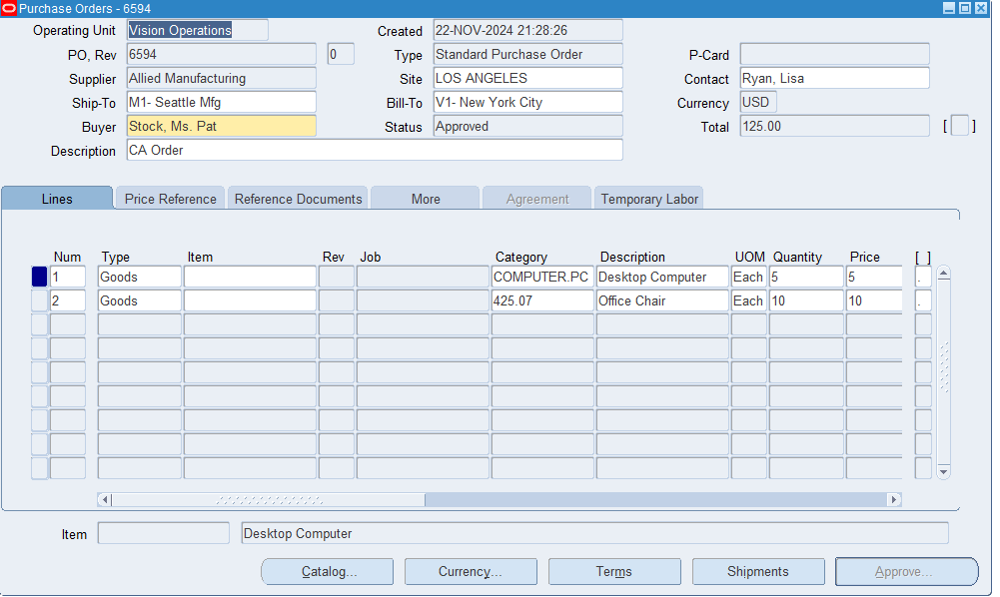 Purchase Orders - 6594
Operating Unit Vision Operations Created 22-NOV-2024 21:28:26
PO, Rev 6594 0 Type Standard Purchase Order P-Card
Supplier Allied Manufacturing Site LOS ANGELES Contact Ryan, Lisa
Ship-To M1- Seattle Mfg Bill-To V1- New York City Currency USD
Buyer Stock, Ms. Pat Status Approved Total 125.00 [ ]
Description CA Order
Lines Price Reference Reference Documents More Agreement Temporary Labor
Num Type Item Rev Job Category Description UOM Quantity Price [ ]
1 Goods COMPUTER.PC Desktop Computer Each 5 5 .
2 Goods 425.07 Office Chair Each 10 10 .
Item Desktop Computer
Catalog... Currency... Terms Shipments Approve...